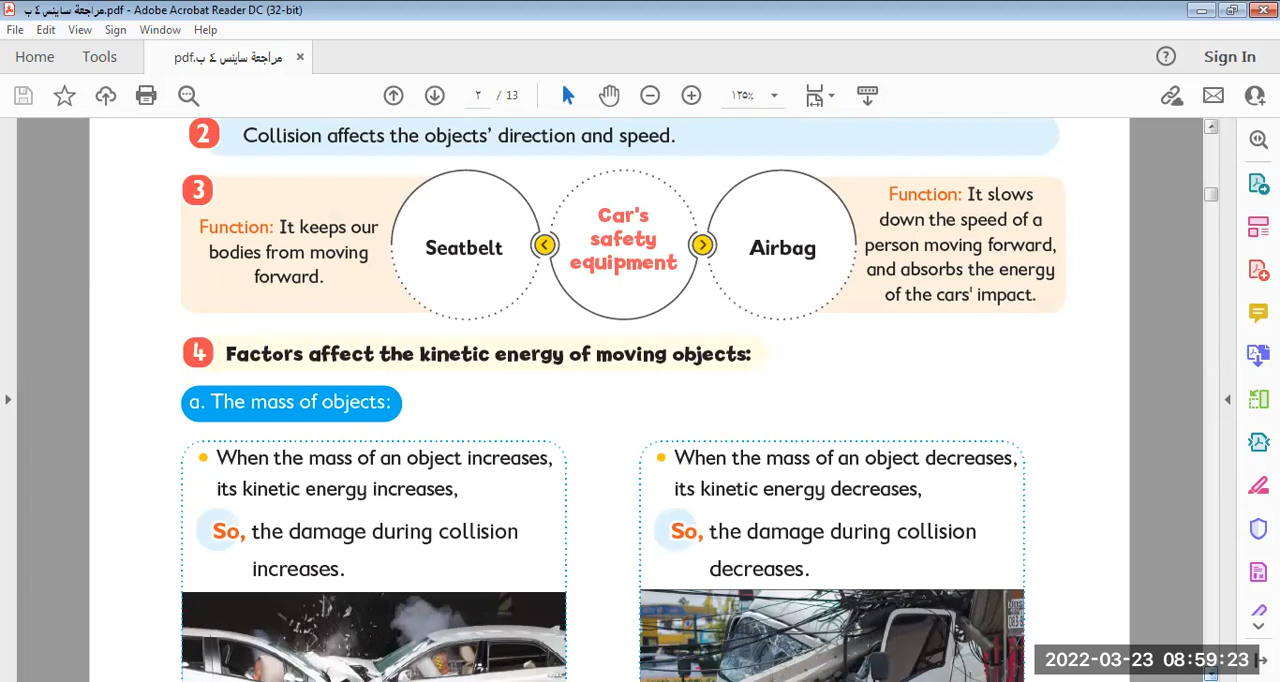 مراجعة ساينس ٤ ب.pdf - Adobe Acrobat Reader DC (32-bit)
File Edit View Sign Window Help
Home Tools مراجعة ساينس ٤ ب.pdf × Sign In
٢ / 13 ١٢٥%
2 Collision affects the objects' direction and speed.
3
Function: It keeps our
bodies from moving
forward.
Seatbelt
Car's
safety
equipment
Airbag
Function: It slows
down the speed of a
person moving forward,
and absorbs the energy
of the cars' impact.
4 Factors affect the kinetic energy of moving objects:
a. The mass of objects:
When the mass of an object increases,
its kinetic energy increases,
So, the damage during collision
increases.
When the mass of an object decreases,
its kinetic energy decreases,
So, the damage during collision
decreases.
2022-03-23 08:59:23